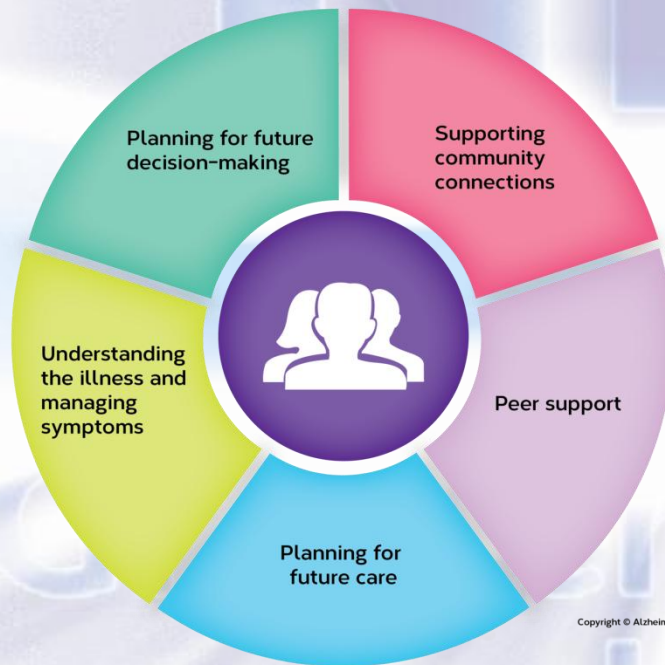 Planning for future
decision-making
Supporting
community
connections
Understanding
the illness and
managing
symptoms
Peer support
Planning for
future care
Copyright © Alzheim